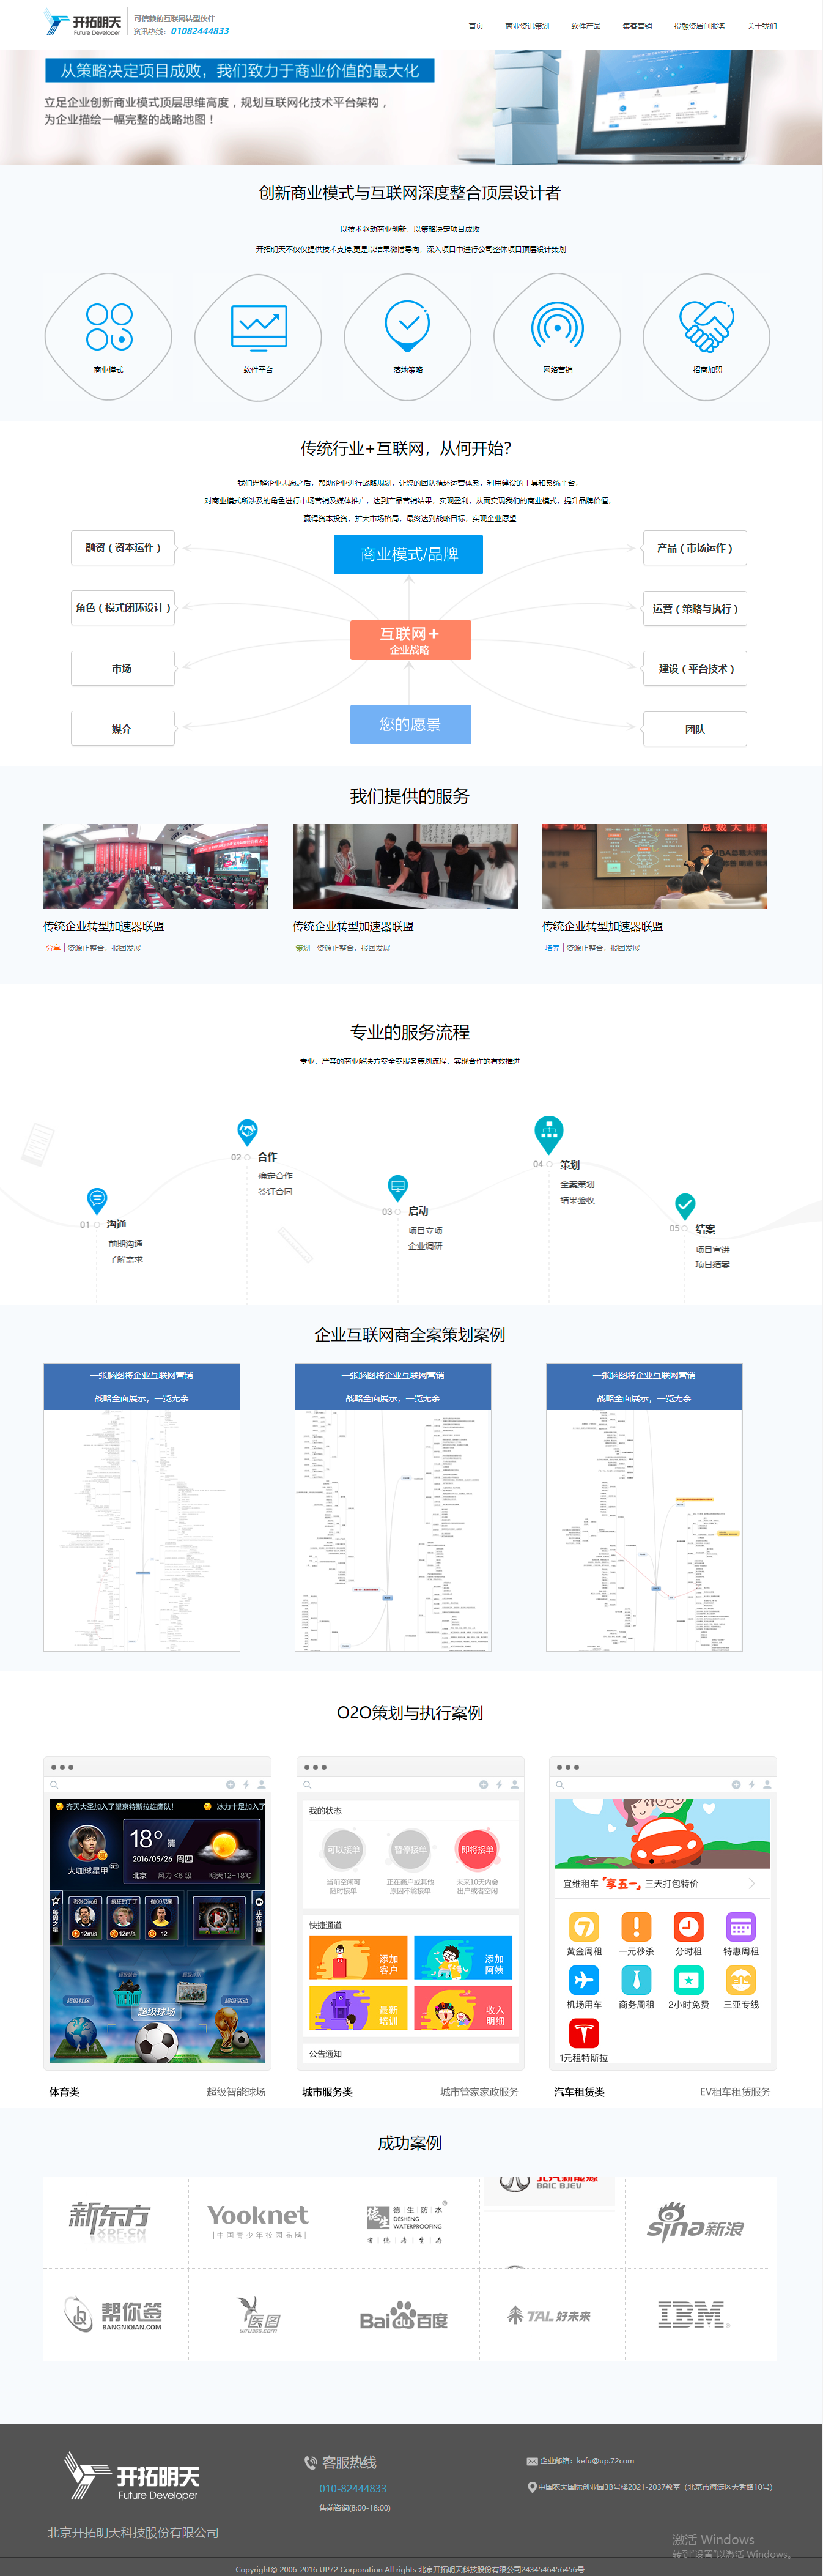 开拓明天
Future Developer
可信赖的互联网转型伙伴
资讯热线：01082444833
首页 商业资讯策划 软件产品 集客营销 投融资居间服务 关于我们
从策略决定项目成败，我们致力于商业价值的最大化
立足企业创新商业模式顶层思维高度，规划互联网化技术平台架构，
为企业描绘一幅完整的战略地图！
创新商业模式与互联网深度整合顶层设计者
以技术驱动商业创新，以策略决定项目成败
开拓明天不仅仅提供技术支持,更是以结果微博导向，深入项目中进行公司整体项目顶层设计策划
商业模式 软件平台 落地策略 网络营销 招商加盟
传统行业+互联网，从何开始?
我们理解企业志愿之后，帮助企业进行战略规划，让您的团队循环运营体系，利用建设的工具和系统平台，
对商业模式所涉及的角色进行市场营销及媒体推广，达到产品营销结果，实现盈利，从而实现我们的商业模式，提升品牌价值，
赢得资本投资，扩大市场格局，最终达到战略目标，实现企业愿望
融资（资本运作）
商业模式/品牌
产品（市场运作）
角色（模式闭环设计）
运营（策略与执行）
互联网+
企业战略
市场
建设（平台技术）
媒介
您的愿景
团队
我们提供的服务
传统企业转型加速器联盟
分享 | 资源正整合，报团发展
传统企业转型加速器联盟
策划 | 资源正整合，报团发展
传统企业转型加速器联盟
培养 | 资源正整合，报团发展
专业的服务流程
专业，严禁的商业解决方案全案服务策划流程，实现合作的有效推进
01 沟通
前期沟通
了解需求
02 合作
确定合作
签订合同
03 启动
项目立项
企业调研
04 策划
全案策划
结果验收
05 结案
项目宣讲
项目结案
企业互联网商全案策划案例
一张脑图将企业互联网营销
战略全面展示，一览无余
一张脑图将企业互联网营销
战略全面展示，一览无余
一张脑图将企业互联网营销
战略全面展示，一览无余
O2O策划与执行案例
齐天大圣加入了望京特斯拉雄鹰队！ 冰力十足加入了
大咖球星甲
18° 晴
2016/05/26 周四
北京 风力 <6 级 明天12~18℃
每周之星
12m/s 12m/s 12
正在直播
超级社区 超级球场 超级活动
体育类 超级智能球场
我的状态
可以接单 暂停接单 即将接单
当前空闲可
随时接单
正在商户或其他
原因不能接单
未来10天内会
出户或者空闲
快捷通道
添加
客户
添加
阿姨
最新
培训
收入
明细
公告通知
城市服务类 城市管家家政服务
宜维租车 享五一，三天打包特价
黄金周租 一元秒杀 分时租 特惠周租
机场用车 商务周租 2小时免费 三亚专线
1元租特斯拉
汽车租赁类 EV租车租赁服务
成功案例
新东方
XDF.CN
Yooknet
中国青少年校园品牌
德生
德生防水
DESHENG
WATERPROOFING
北汽新能源
BAIC BJEV
sina新浪
帮你签
BANGNIQIAN.COM
医图
Bai du 百度
TAL 好未来
IBM
开拓明天
Future Developer
北京开拓明天科技股份有限公司
客服热线
010-82444833
售前咨询(8:00-18:00)
企业邮箱：kefu@up.72com
中国农大国际创业园3B号楼2021-2037教室（北京市海淀区天秀路10号）
激活 Windows
转到"设置"以激活 Windows。
Copyright© 2006-2016 UP72 Corporation All rights 北京开拓明天科技股份有限公司2434546456456号